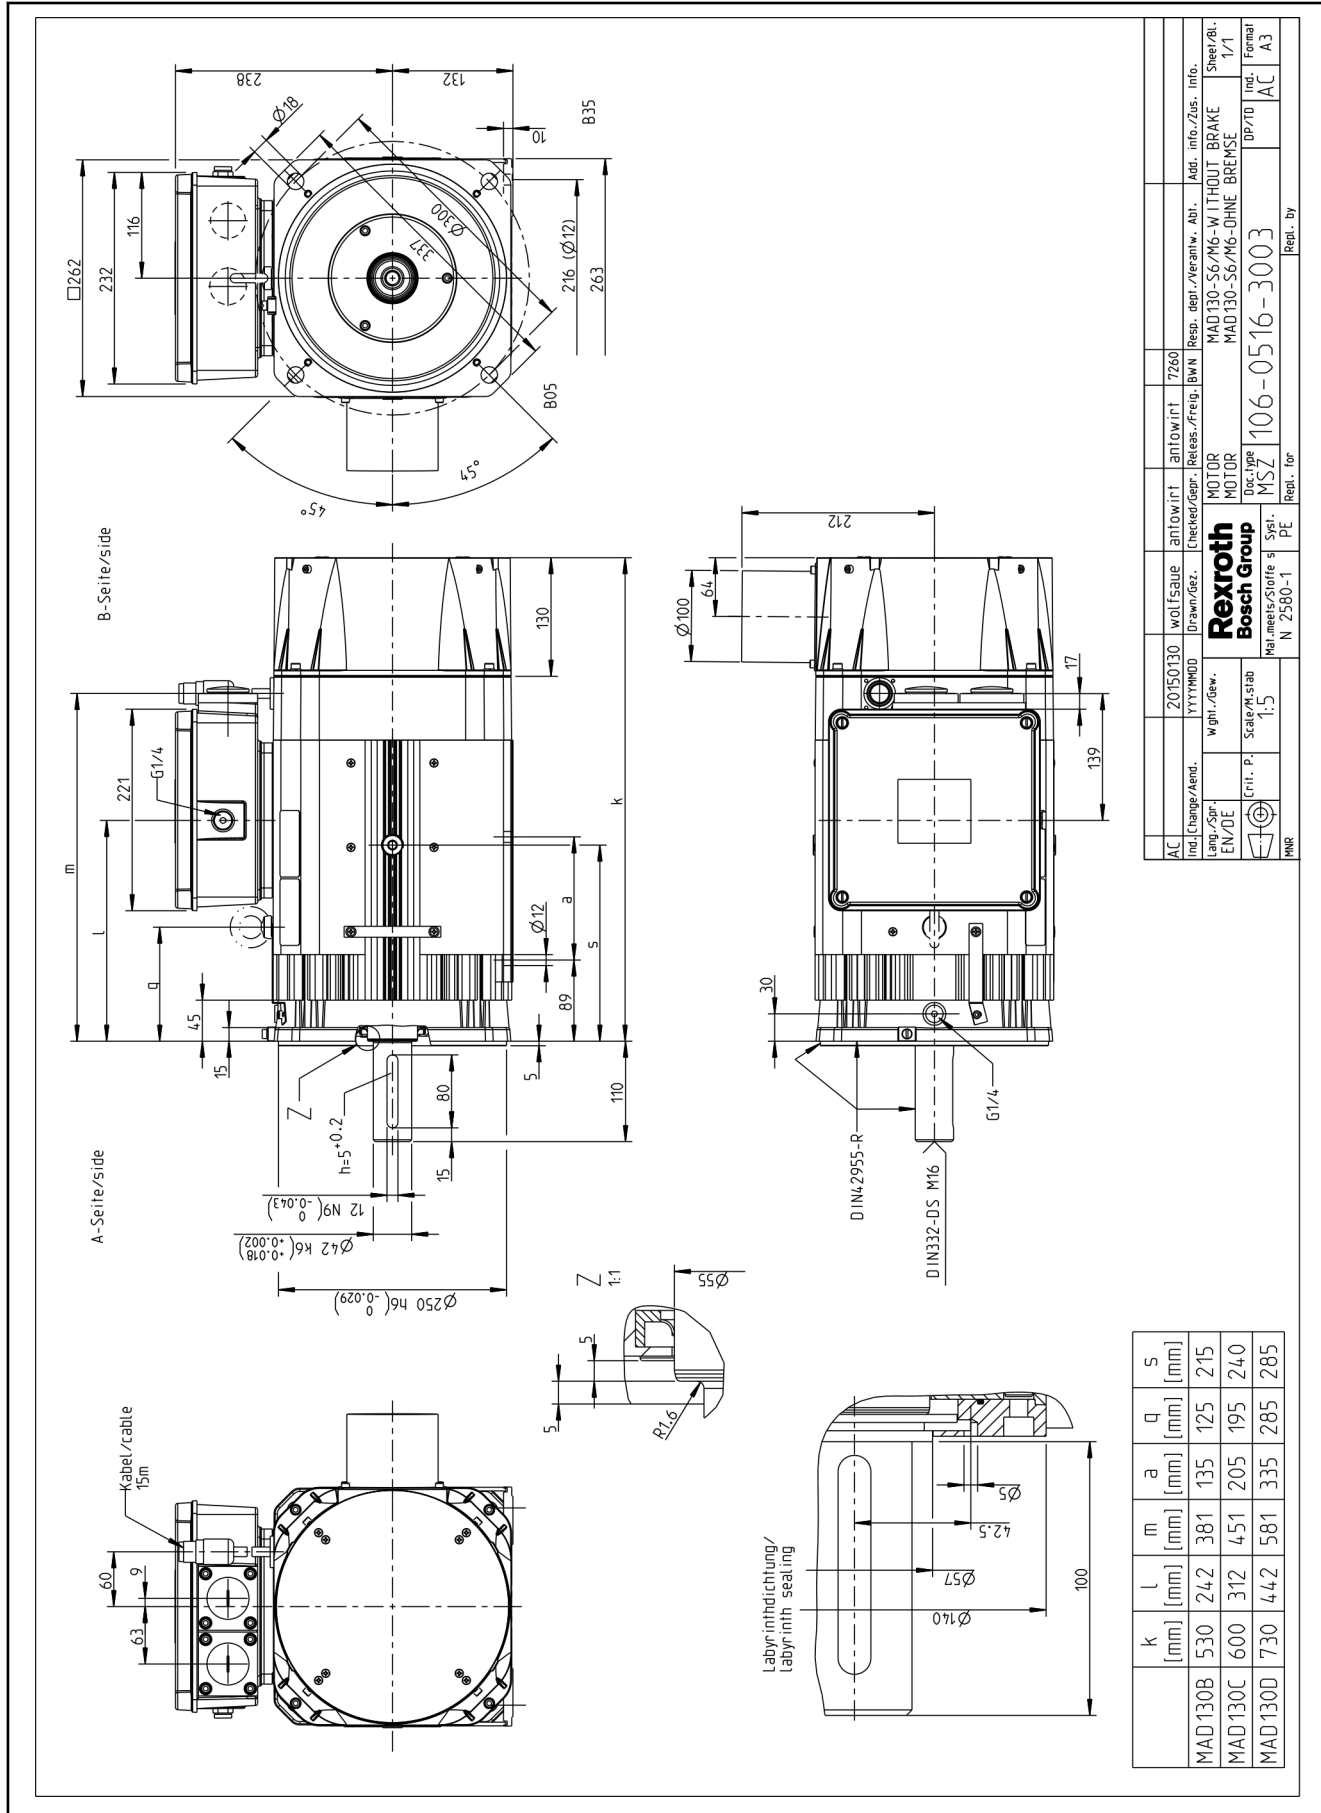 Kabel/cable
15m
60
9
63
A-Seite/side
B-Seite/side
m
l
q
221
G1/4
45
15
Z
h=5+0.2
12 N9( 0 -0.043)
Ø42 k6(+0.018 +0.002)
Ø250 h6( 0 -0.029)
15
80
5
110
89
Ø12
a
s
k
130
□262
232
116
238
132
Ø18
Ø300
337
10
B35
216 (Ø12)
263
B05
45°
45°
Z
1:1
5
5
Ø55
R1.6
212
Ø100
64
17
139
30
G1/4
DIN42955-R
DIN332-DS M16
Labyrinthdichtung/
labyrinth sealing
Ø5
42.5
Ø57
Ø140
100
k l m a q s
[mm] [mm] [mm] [mm] [mm] [mm]
MAD130B 530 242 381 135 125 215
MAD130C 600 312 451 205 195 240
MAD130D 730 442 581 335 285 285
AC 20150130 wolfsaue antowirt antowirt 7260
Ind. Change/Aend. YYYYMMDD Drawn/Gez. Checked/Gepr. Releas./Freig. BWN Resp. dept./Verantw. Abt. Add. info./Zus. Info.
Lang./Spr. Wght./Gew.
EN/DE
Rexroth
Bosch Group
MOTOR MAD130-S6/M6-WITHOUT BRAKE
MOTOR MAD130-S6/M6-OHNE BREMSE
Sheet/Bl.
1/1
Crit. P. Scale/M.stab
1:5
Mat.meets/Stoffe s Syst.
N 2580-1 PE
Doc.type
MSZ
106-0516-3003
DP/TD
Ind.
AC
Format
A3
MNR
Repl. for
Repl. by